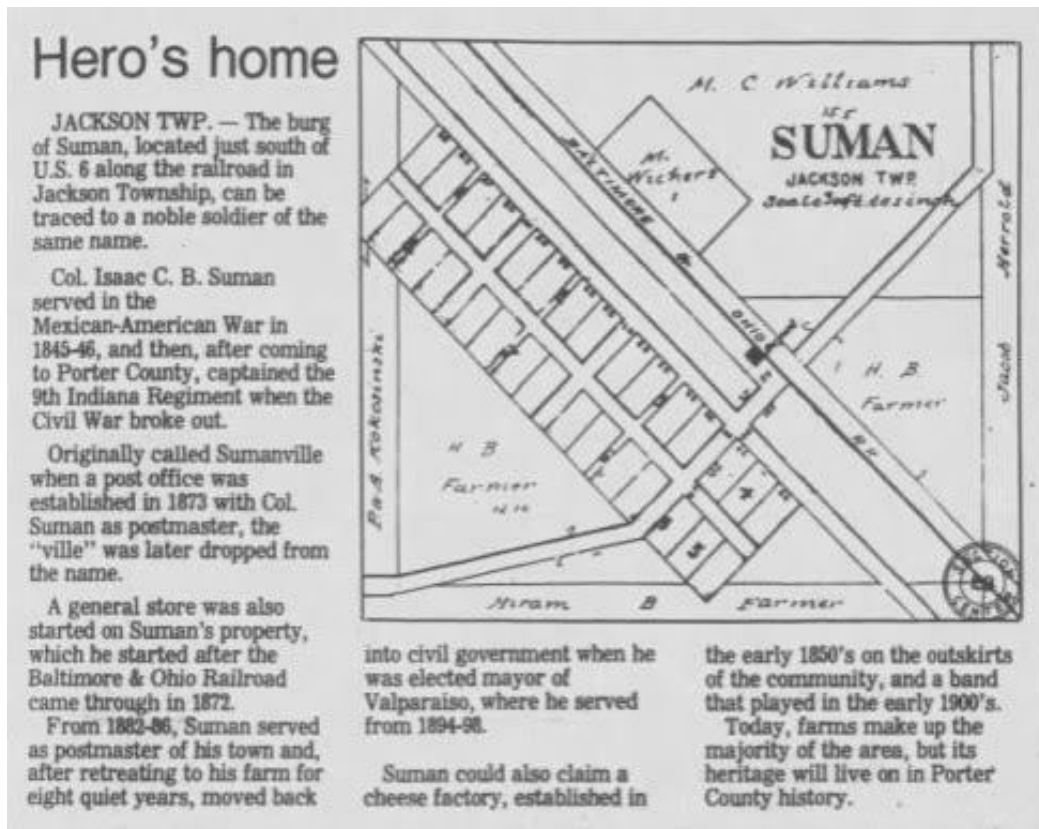 Hero's home
JACKSON TWP. — The burg
of Suman, located just south of
U.S. 6 along the railroad in
Jackson Township, can be
traced to a noble soldier of the
same name.
Col. Isaac C. B. Suman
served in the
Mexican-American War in
1845-46, and then, after coming
to Porter County, captained the
9th Indiana Regiment when the
Civil War broke out.
Originally called Sumanville
when a post office was
established in 1873 with Col.
Suman as postmaster, the
"ville" was later dropped from
the name.
A general store was also
started on Suman's property,
which he started after the
Baltimore & Ohio Railroad
came through in 1872.
From 1882-86, Suman served
as postmaster of his town and,
after retreating to his farm for
eight quiet years, moved back
into civil government when he
was elected mayor of
Valparaiso, where he served
from 1894-98.
Suman could also claim a
cheese factory, established in
the early 1850's on the outskirts
of the community, and a band
that played in the early 1900's.
Today, farms make up the
majority of the area, but its
heritage will live on in Porter
County history.
M. C Williams
155
SUMAN
JACKSON TWP.
M.
Wichert
BALTIMORE &
OHIO
R R
H. B.
Farmer
H B
Farmer
4
5
Hiram B Farmer
Jacob Herrold
SECTION
CENTER